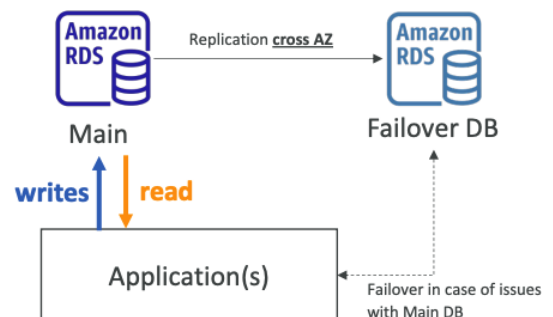 Amazon
RDS
Replication cross AZ
Amazon
RDS
Main
Failover DB
writes
read
Application(s)
Failover in case of issues
with Main DB